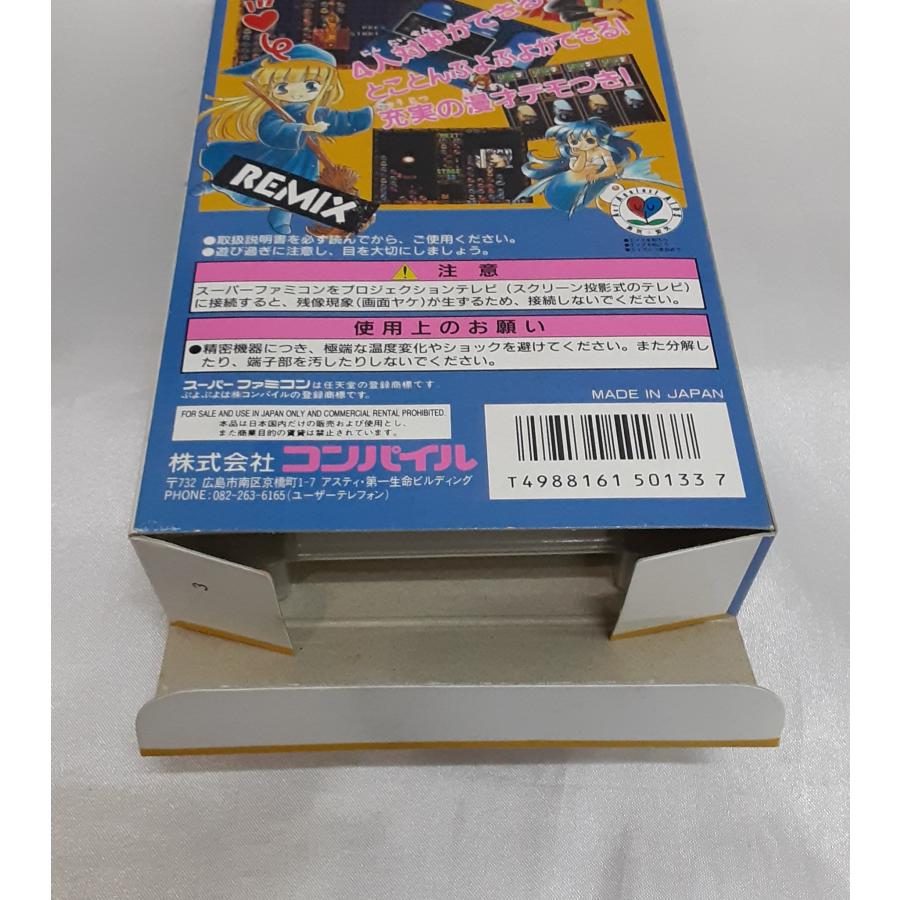 4人対戦ができる
とことんぷよぷよができる!
充実の漫才デモつき!
REMIX
●取扱説明書を必ず読んでから、ご使用ください。
●遊び過ぎに注意し、目を大切にしましょう。
注意
スーパーファミコンをプロジェクションテレビ(スクリーン投影式のテレビ)
に接続すると、残像現象(画面ヤケ)が生ずるため、接続しないでください。
使用上のお願い
●精密機器につき、極端な温度変化やショックを避けてください。また分解し
たり、端子部を汚したりしないでください。
スーパーファミコンは任天堂の登録商標です。
ぷよぷよは㈱コンパイルの登録商標です。
MADE IN JAPAN
FOR SALE AND USE IN JAPAN ONLY AND COMMERCIAL RENTAL PROHIBITED.
本品は日本国内だけの販売および使用とし、
また商業目的の賃貸は禁止されています。
株式会社 コンパイル
〒732 広島市南区京橋町1-7 アスティ・第一生命ビルディング
PHONE:082-263-6165(ユーザーテレフォン)
T4988161 501337
3